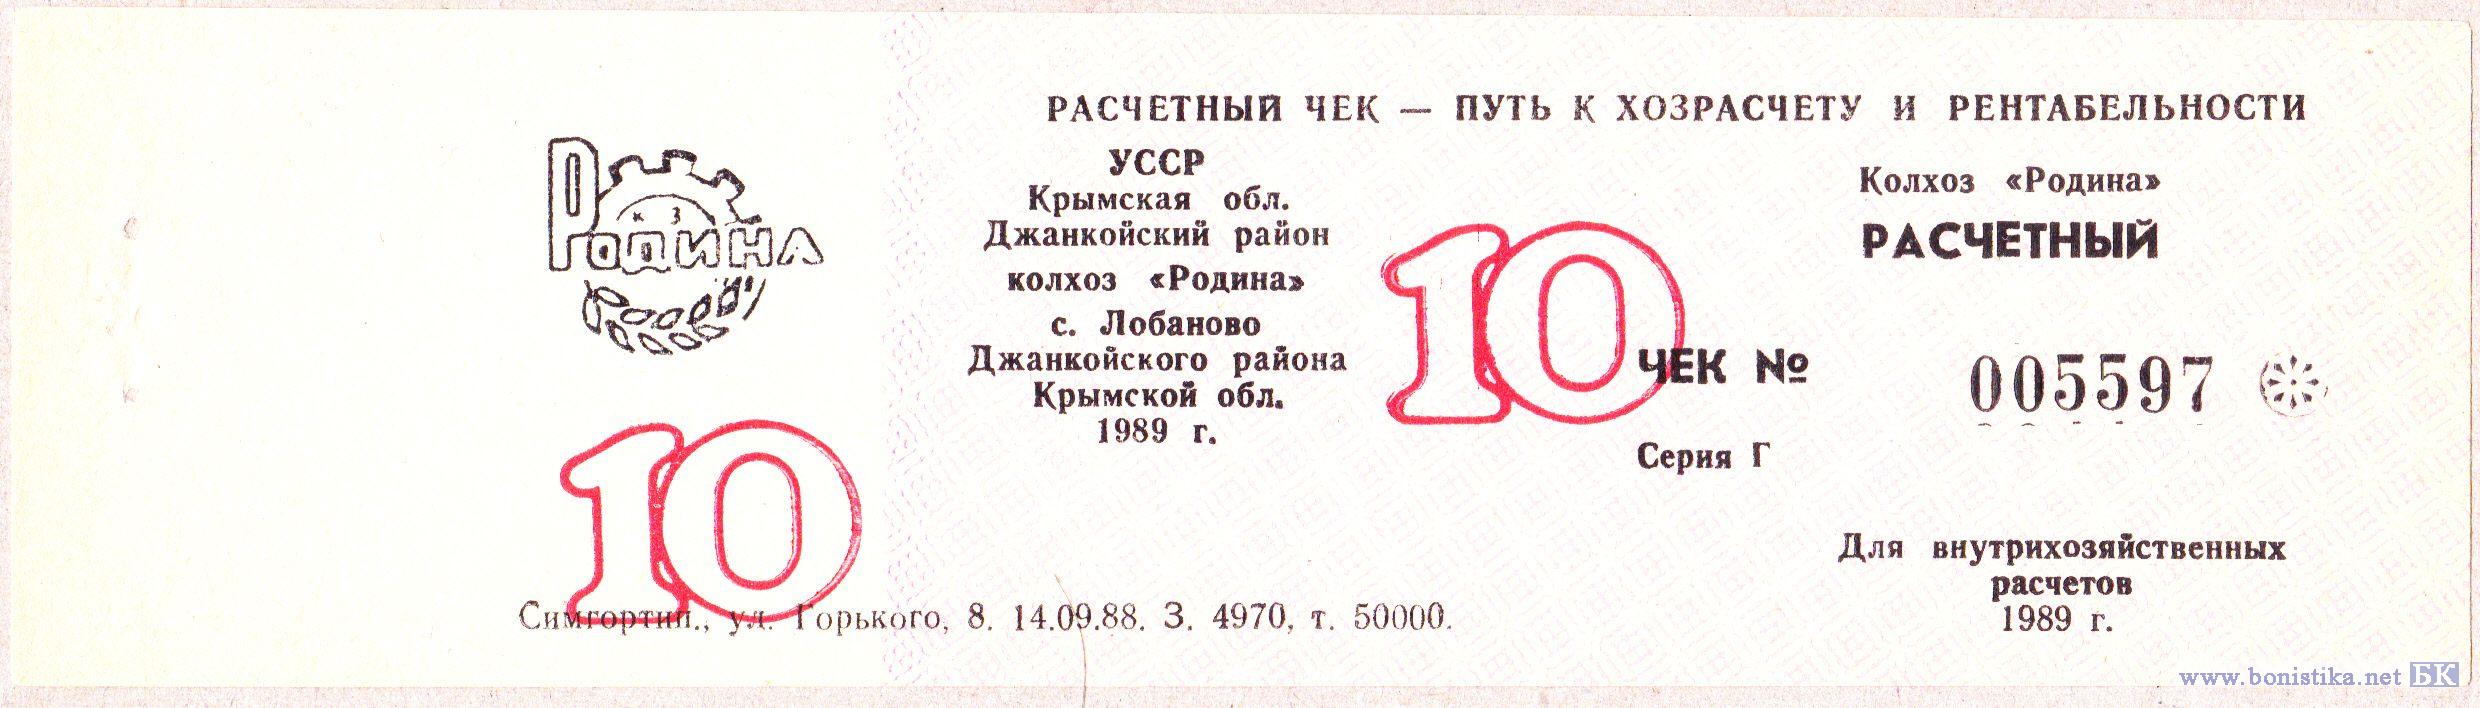 РАСЧЕТНЫЙ ЧЕК — ПУТЬ К ХОЗРАСЧЕТУ И РЕНТАБЕЛЬНОСТИ
КЗ
Родина
10
УССР
Крымская обл.
Джанкойский район
колхоз «Родина»
с. Лобаново
Джанкойского района
Крымской обл.
1989 г.
10
Колхоз «Родина»
РАСЧЕТНЫЙ
ЧЕК № 005597
Серия Г
Для внутрихозяйственных
расчетов
1989 г.
Симгортип., ул. Горького, 8. 14.09.88. З. 4970, т. 50000.
www.bonistika.net БК